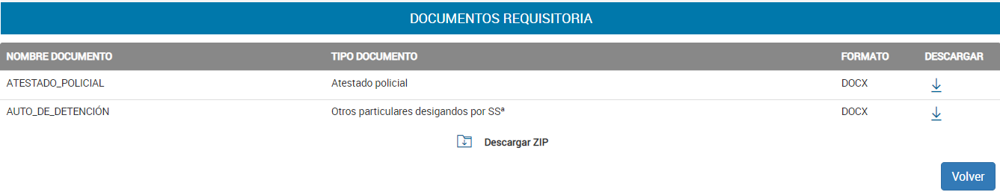 DOCUMENTOS REQUISITORIA
NOMBRE DOCUMENTO TIPO DOCUMENTO FORMATO DESCARGAR
ATESTADO_POLICIAL Atestado policial DOCX
AUTO_DE_DETENCIÓN Otros particulares desigandos por SSª DOCX
Descargar ZIP
Volver